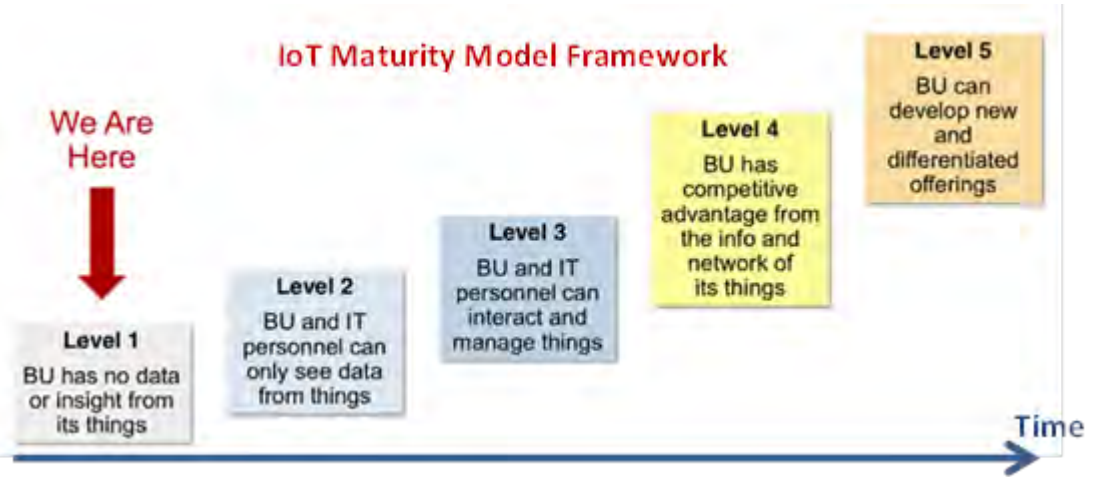 IoT Maturity Model Framework
We Are
Here
Level 1
BU has no data
or insight from
its things
Level 2
BU and IT
personnel can
only see data
from things
Level 3
BU and IT
personnel can
interact and
manage things
Level 4
BU has
competitive
advantage from
the info and
network of
its things
Level 5
BU can
develop new
and
differentiated
offerings
Time